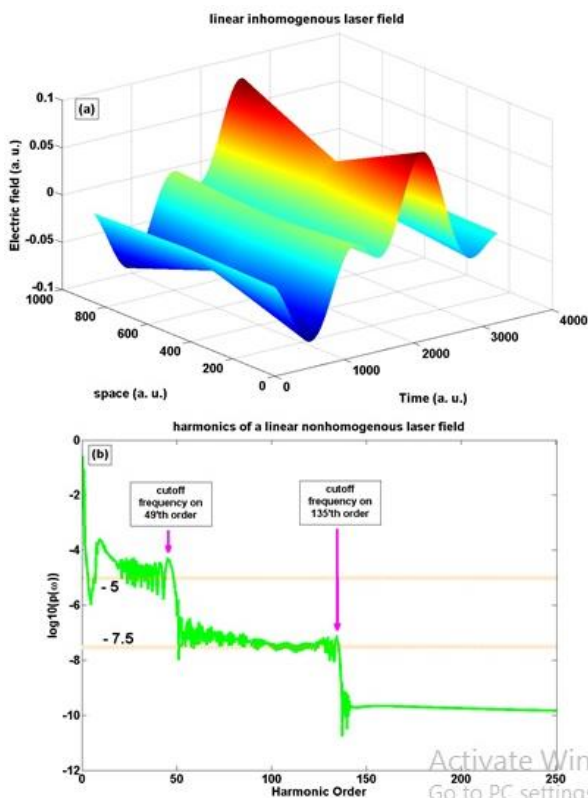 linear inhomogenous laser field
(a)
Electric field (a. u.)
0.1
0.05
0
-0.05
-0.1
1000
800
600
400
200
0
space (a. u.)
0
1000
2000
3000
4000
Time (a. u.)
harmonics of a linear nonhomogenous laser field
(b)
log10(p(ω))
0
-2
-4
-6
-8
-10
-12
cutoff
frequency on
49'th order
cutoff
frequency on
135'th order
- 5
- 7.5
0
50
100
150
200
250
Harmonic Order
Activate Win
Go to PC setting